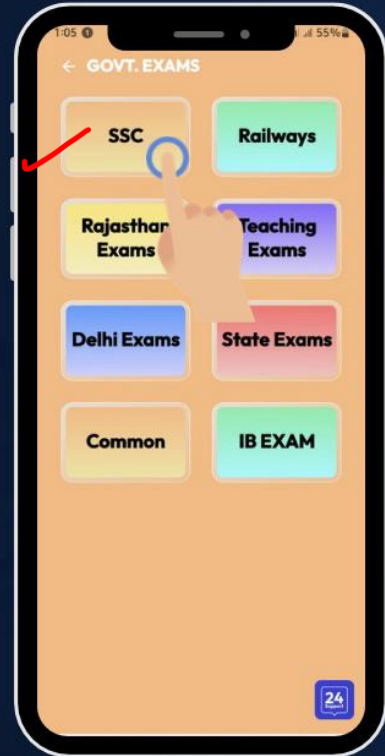 1:05
55%
← GOVT. EXAMS
SSC
Railways
Rajasthan
Exams
Teaching
Exams
Delhi Exams
State Exams
Common
IB EXAM
24
Support